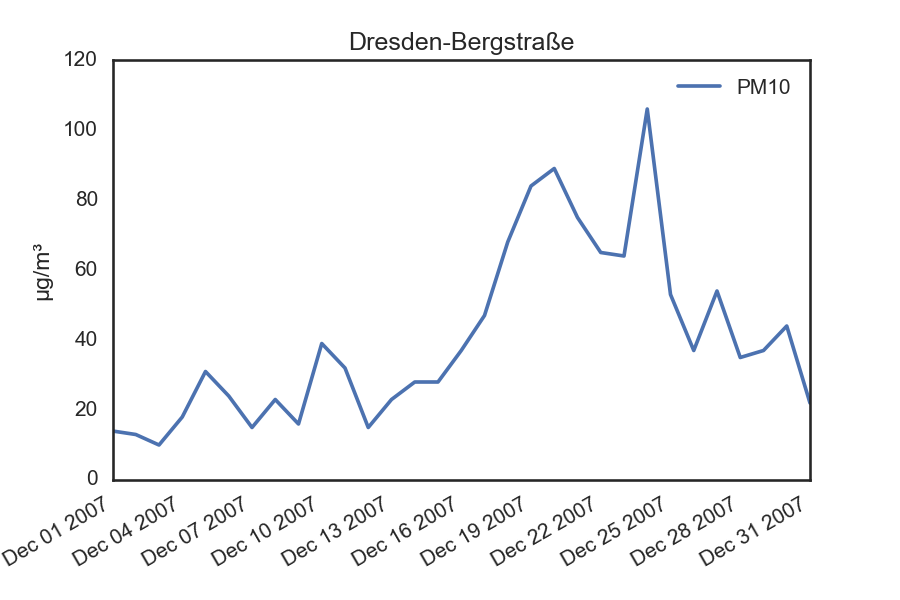 Dresden-Bergstraße
120
100
80
60
40
20
0
µg/m³
PM10
Dec 01 2007
Dec 04 2007
Dec 07 2007
Dec 10 2007
Dec 13 2007
Dec 16 2007
Dec 19 2007
Dec 22 2007
Dec 25 2007
Dec 28 2007
Dec 31 2007